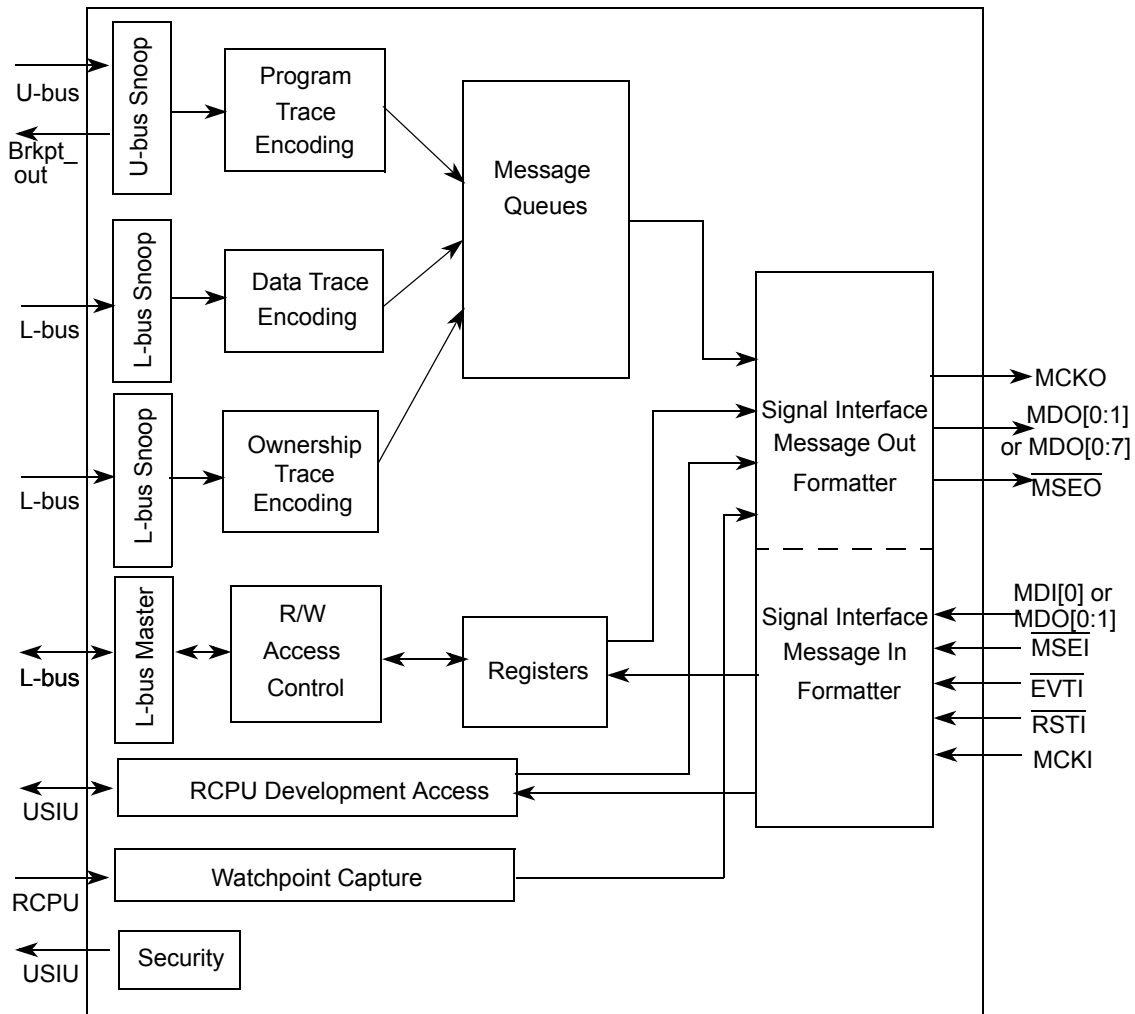 U-bus
Brkpt_
out
U-bus Snoop
Program
Trace
Encoding
Message
Queues
L-bus
L-bus Snoop
Data Trace
Encoding
L-bus
L-bus Snoop
Ownership
Trace
Encoding
Signal Interface
Message Out
Formatter
MCKO
MDO[0:1]
or MDO[0:7]
MSEO
L-bus
L-bus Master
R/W
Access
Control
Registers
Signal Interface
Message In
Formatter
MDI[0] or
MDO[0:1]
MSEI
EVTI
RSTI
MCKI
USIU
RCPU Development Access
RCPU
Watchpoint Capture
USIU
Security